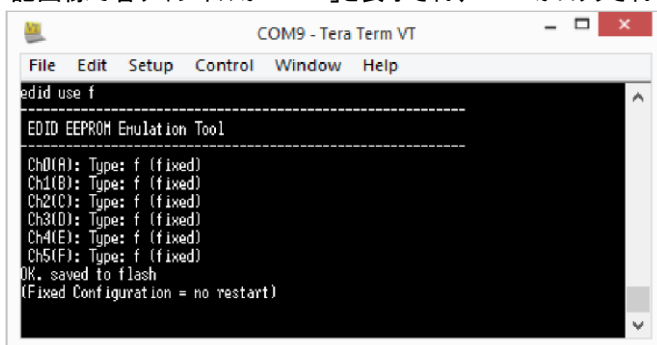 COM9 - Tera Term VT
File Edit Setup Control Window Help
edid use f
EDID EEPROM Emulation Tool
Ch0(A): Type: f (fixed)
Ch1(B): Type: f (fixed)
Ch2(C): Type: f (fixed)
Ch3(D): Type: f (fixed)
Ch4(E): Type: f (fixed)
Ch5(F): Type: f (fixed)
OK. saved to flash
(Fixed Configuration = no restart)